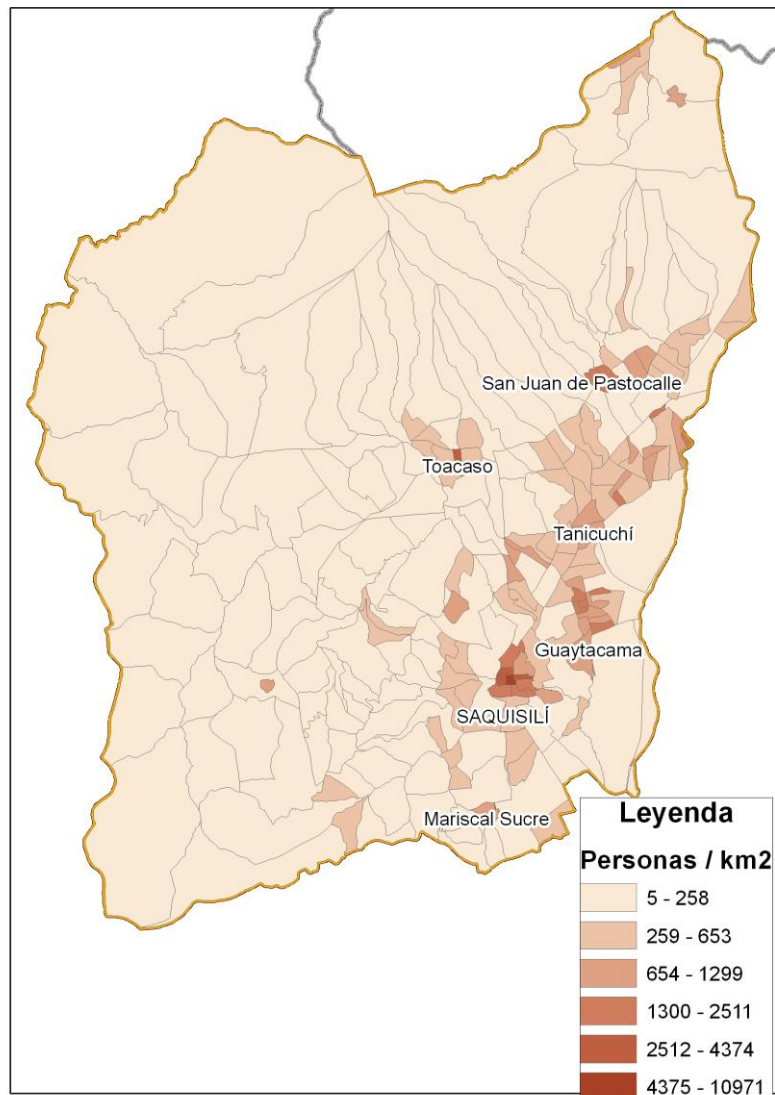 San Juan de Pastocalle
Toacaso
Tanicuchí
Guaytacama
SAQUISILÍ
Mariscal Sucre
Leyenda
Personas / km2
5 - 258
259 - 653
654 - 1299
1300 - 2511
2512 - 4374
4375 - 10971